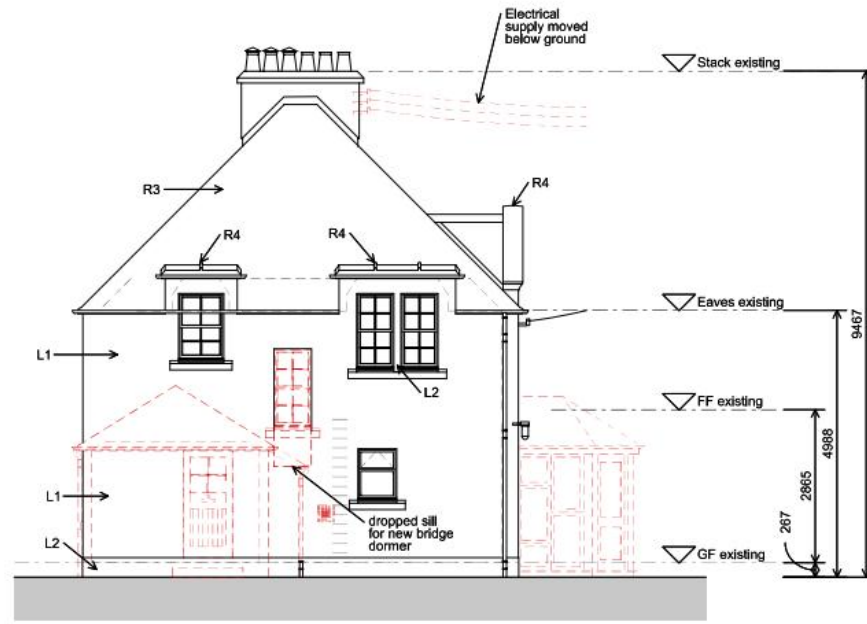 Electrical
supply moved
below ground
Stack existing
R3
R4
R4
R4
Eaves existing
9467
L1
L2
FF existing
4988
2865
L1
dropped sill
for new bridge
dormer
267
L2
GF existing